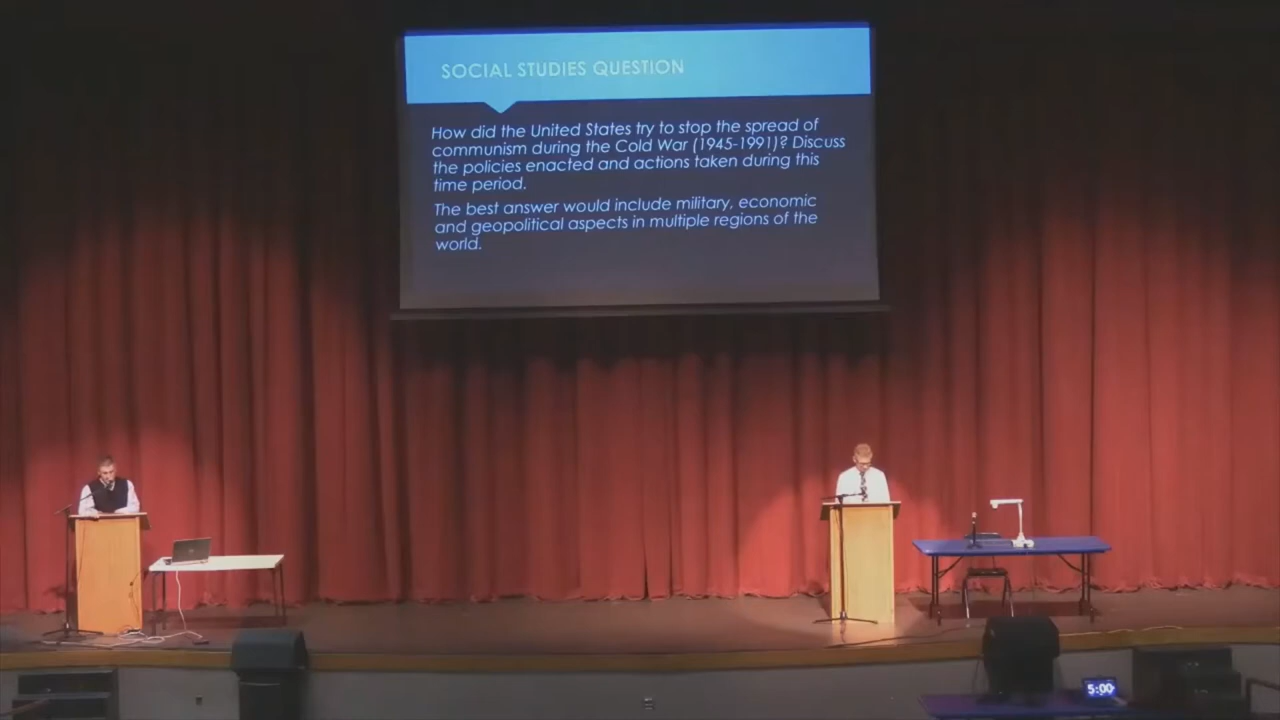 SOCIAL STUDIES QUESTION
How did the United States try to stop the spread of
communism during the Cold War (1945-1991)? Discuss
the policies enacted and actions taken during this
time period.
The best answer would include military, economic
and geopolitical aspects in multiple regions of the
world.
5:00